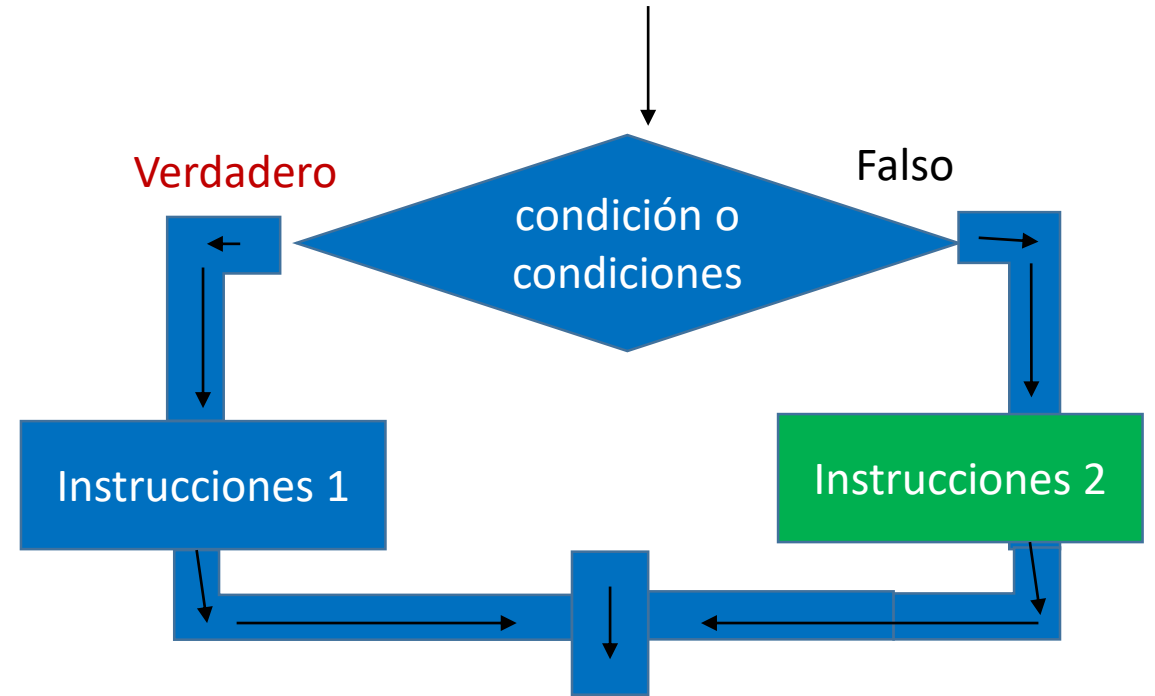 Verdadero
Falso
condición o
condiciones
Instrucciones 1
Instrucciones 2